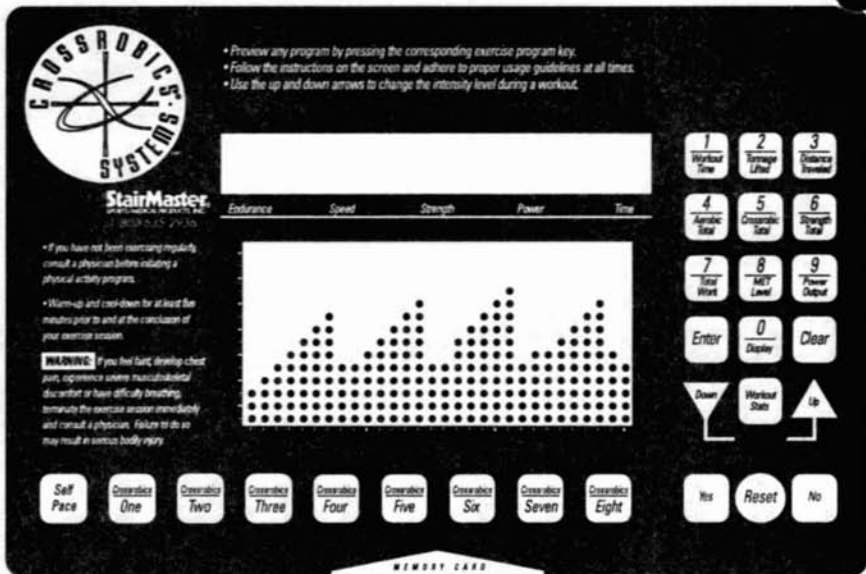 CROSSROBICS
SYSTEMS
StairMaster
SPORTS/MEDICAL PRODUCTS, INC.
• Preview any program by pressing the corresponding exercise program key.
• Follow the instructions on the screen and adhere to proper usage guidelines at all times.
• Use the up and down arrows to change the intensity level during a workout.
Endurance Speed Strength Power Time
• If you have not been exercising regularly,
consult a physician before initiating a
physical activity program.
• Warm-up and cool-down for at least five
minutes prior to and at the conclusion of
your exercise session.
WARNING: If you feel faint, develop chest
pain, experience severe musculoskeletal
discomfort or have difficulty breathing,
terminate the exercise session immediately
and consult a physician. Failure to do so
may result in serious bodily injury.
1 2 3
Workout Tonnage Distance
Time Lifted Traveled
4 5 6
Aerobic Crossrobic Strength
Total Total Total
7 8 9
Total MET Power
Work Level Output
Enter 0 Clear
Display
Down Workout Up
Stats
Self Crossrobics Crossrobics Crossrobics Crossrobics Crossrobics Crossrobics Crossrobics Crossrobics
Pace One Two Three Four Five Six Seven Eight
Yes Reset No
MEMORY CARD